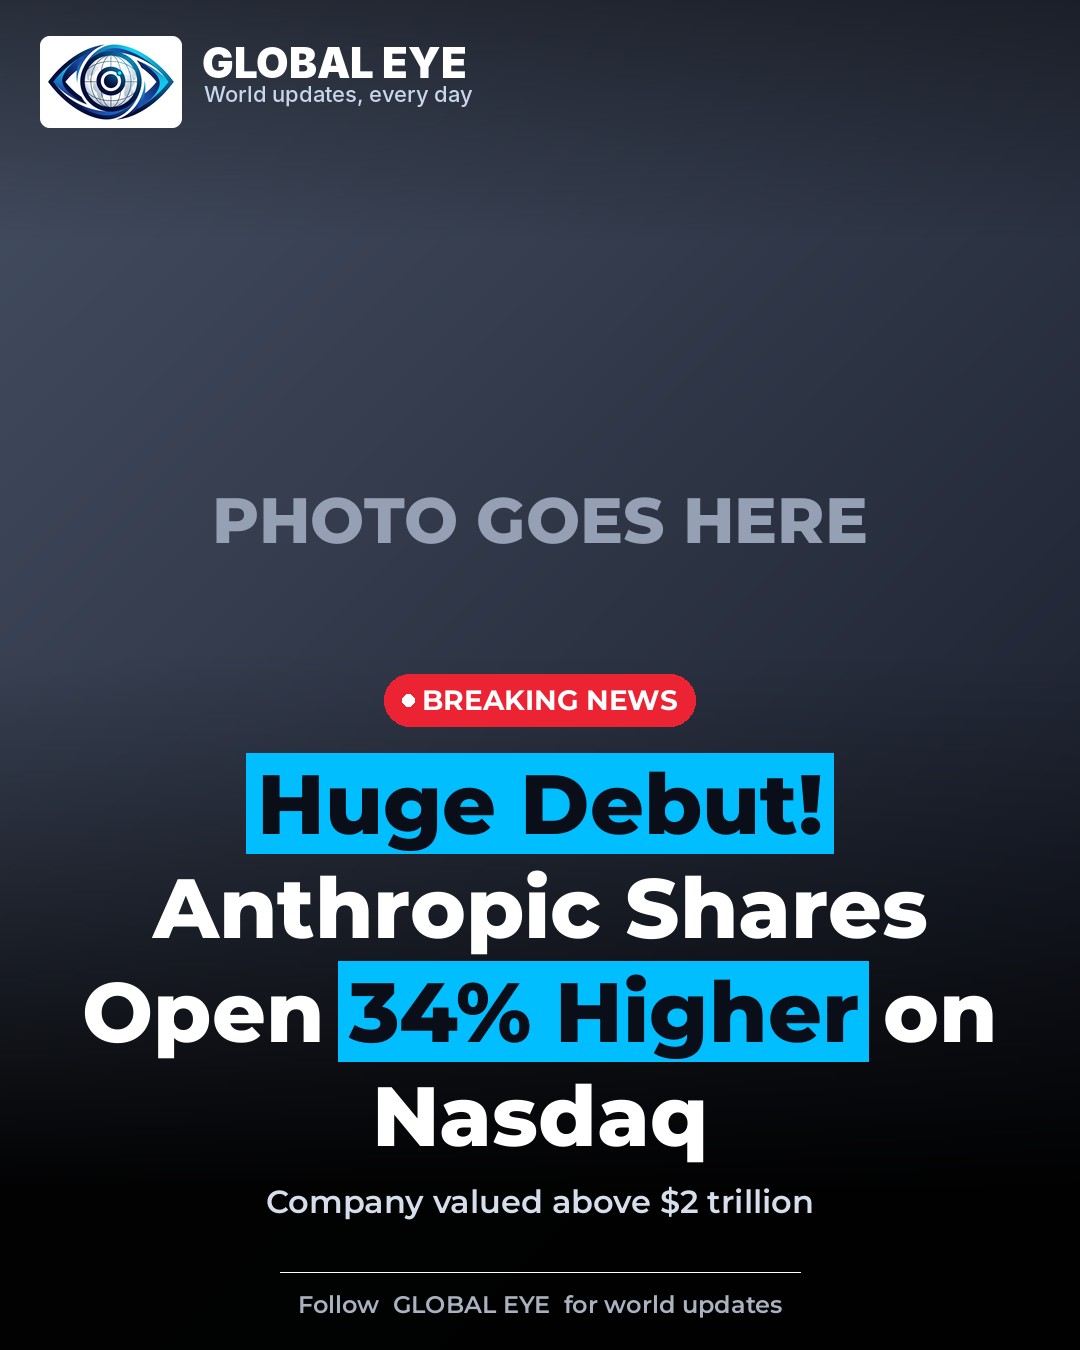 GLOBAL EYE
World updates, every day
PHOTO GOES HERE
BREAKING NEWS
Huge Debut!
Anthropic Shares
Open 34% Higher on
Nasdaq
Company valued above $2 trillion
Follow GLOBAL EYE for world updates